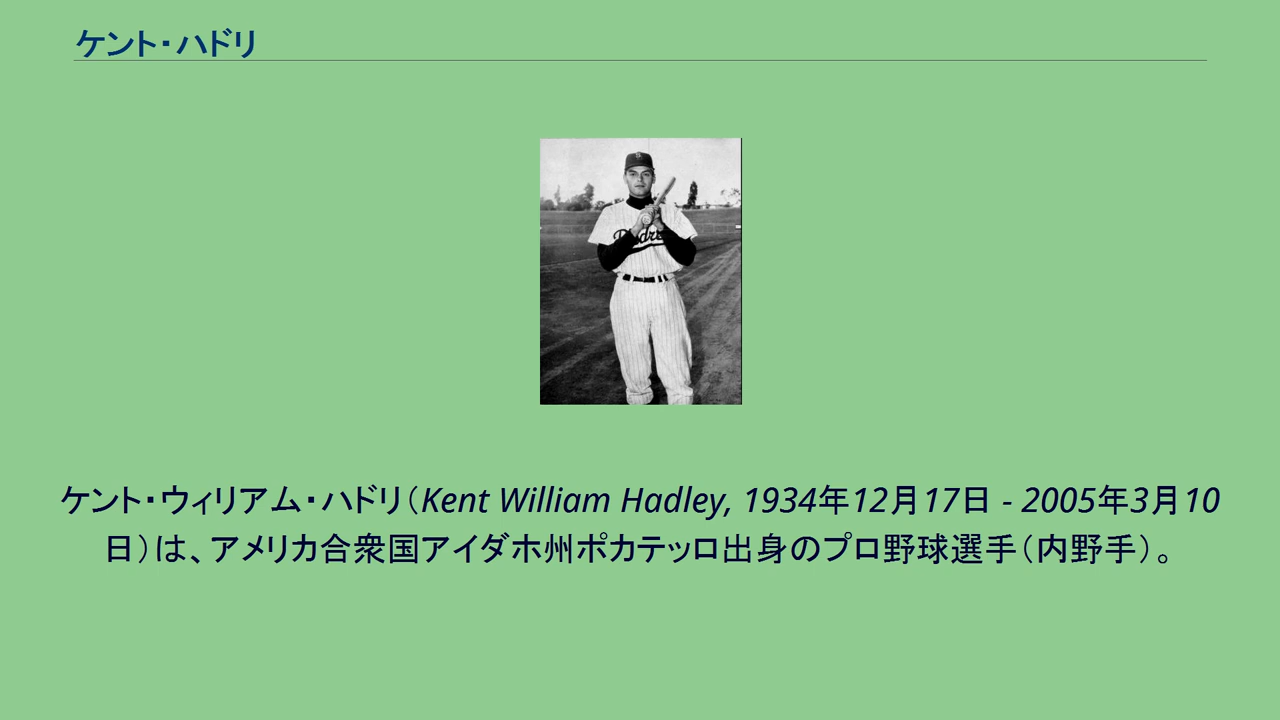 ケント・ハドリ
ケント・ウィリアム・ハドリ（Kent William Hadley, 1934年12月17日 - 2005年3月10
日）は、アメリカ合衆国アイダホ州ポカテッロ出身のプロ野球選手（内野手）。